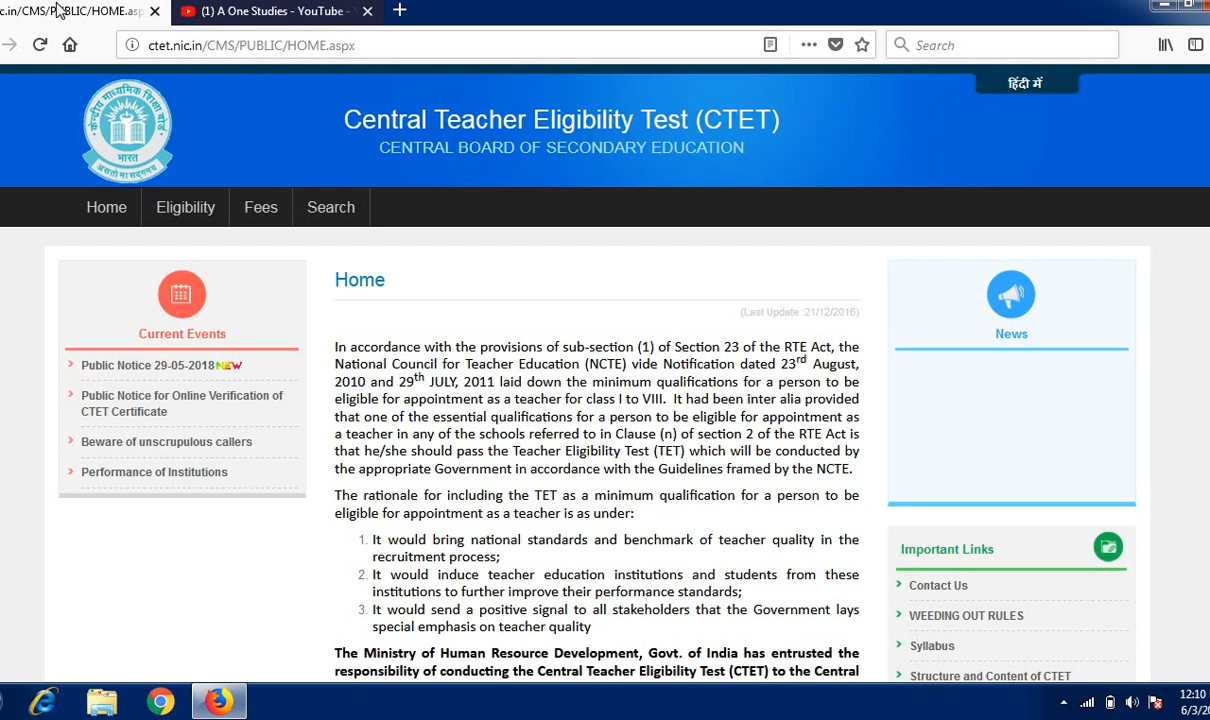 c.in/CMS/PUBLIC/HOME.asp
(1) A One Studies - YouTube -
ctet.nic.in/CMS/PUBLIC/HOME.aspx
Search
हिंदी में
केन्द्रीय माध्यमिक शिक्षा बोर्ड
भारत
असतो मा सद्गमय
Central Teacher Eligibility Test (CTET)
CENTRAL BOARD OF SECONDARY EDUCATION
Home
Eligibility
Fees
Search
Current Events
Public Notice 29-05-2018 NEW
Public Notice for Online Verification of
CTET Certificate
Beware of unscrupulous callers
Performance of Institutions
Home
(Last Update :21/12/2016)
In accordance with the provisions of sub-section (1) of Section 23 of the RTE Act, the
National Council for Teacher Education (NCTE) vide Notification dated 23rd August,
2010 and 29th JULY, 2011 laid down the minimum qualifications for a person to be
eligible for appointment as a teacher for class I to VIII. It had been inter alia provided
that one of the essential qualifications for a person to be eligible for appointment as
a teacher in any of the schools referred to in Clause (n) of section 2 of the RTE Act is
that he/she should pass the Teacher Eligibility Test (TET) which will be conducted by
the appropriate Government in accordance with the Guidelines framed by the NCTE.
The rationale for including the TET as a minimum qualification for a person to be
eligible for appointment as a teacher is as under:
1. It would bring national standards and benchmark of teacher quality in the
recruitment process;
2. It would induce teacher education institutions and students from these
institutions to further improve their performance standards;
3. It would send a positive signal to all stakeholders that the Government lays
special emphasis on teacher quality
The Ministry of Human Resource Development, Govt. of India has entrusted the
responsibility of conducting the Central Teacher Eligibility Test (CTET) to the Central
News
Important Links
Contact Us
WEEDING OUT RULES
Syllabus
Structure and Content of CTET
12:10
6/3/20